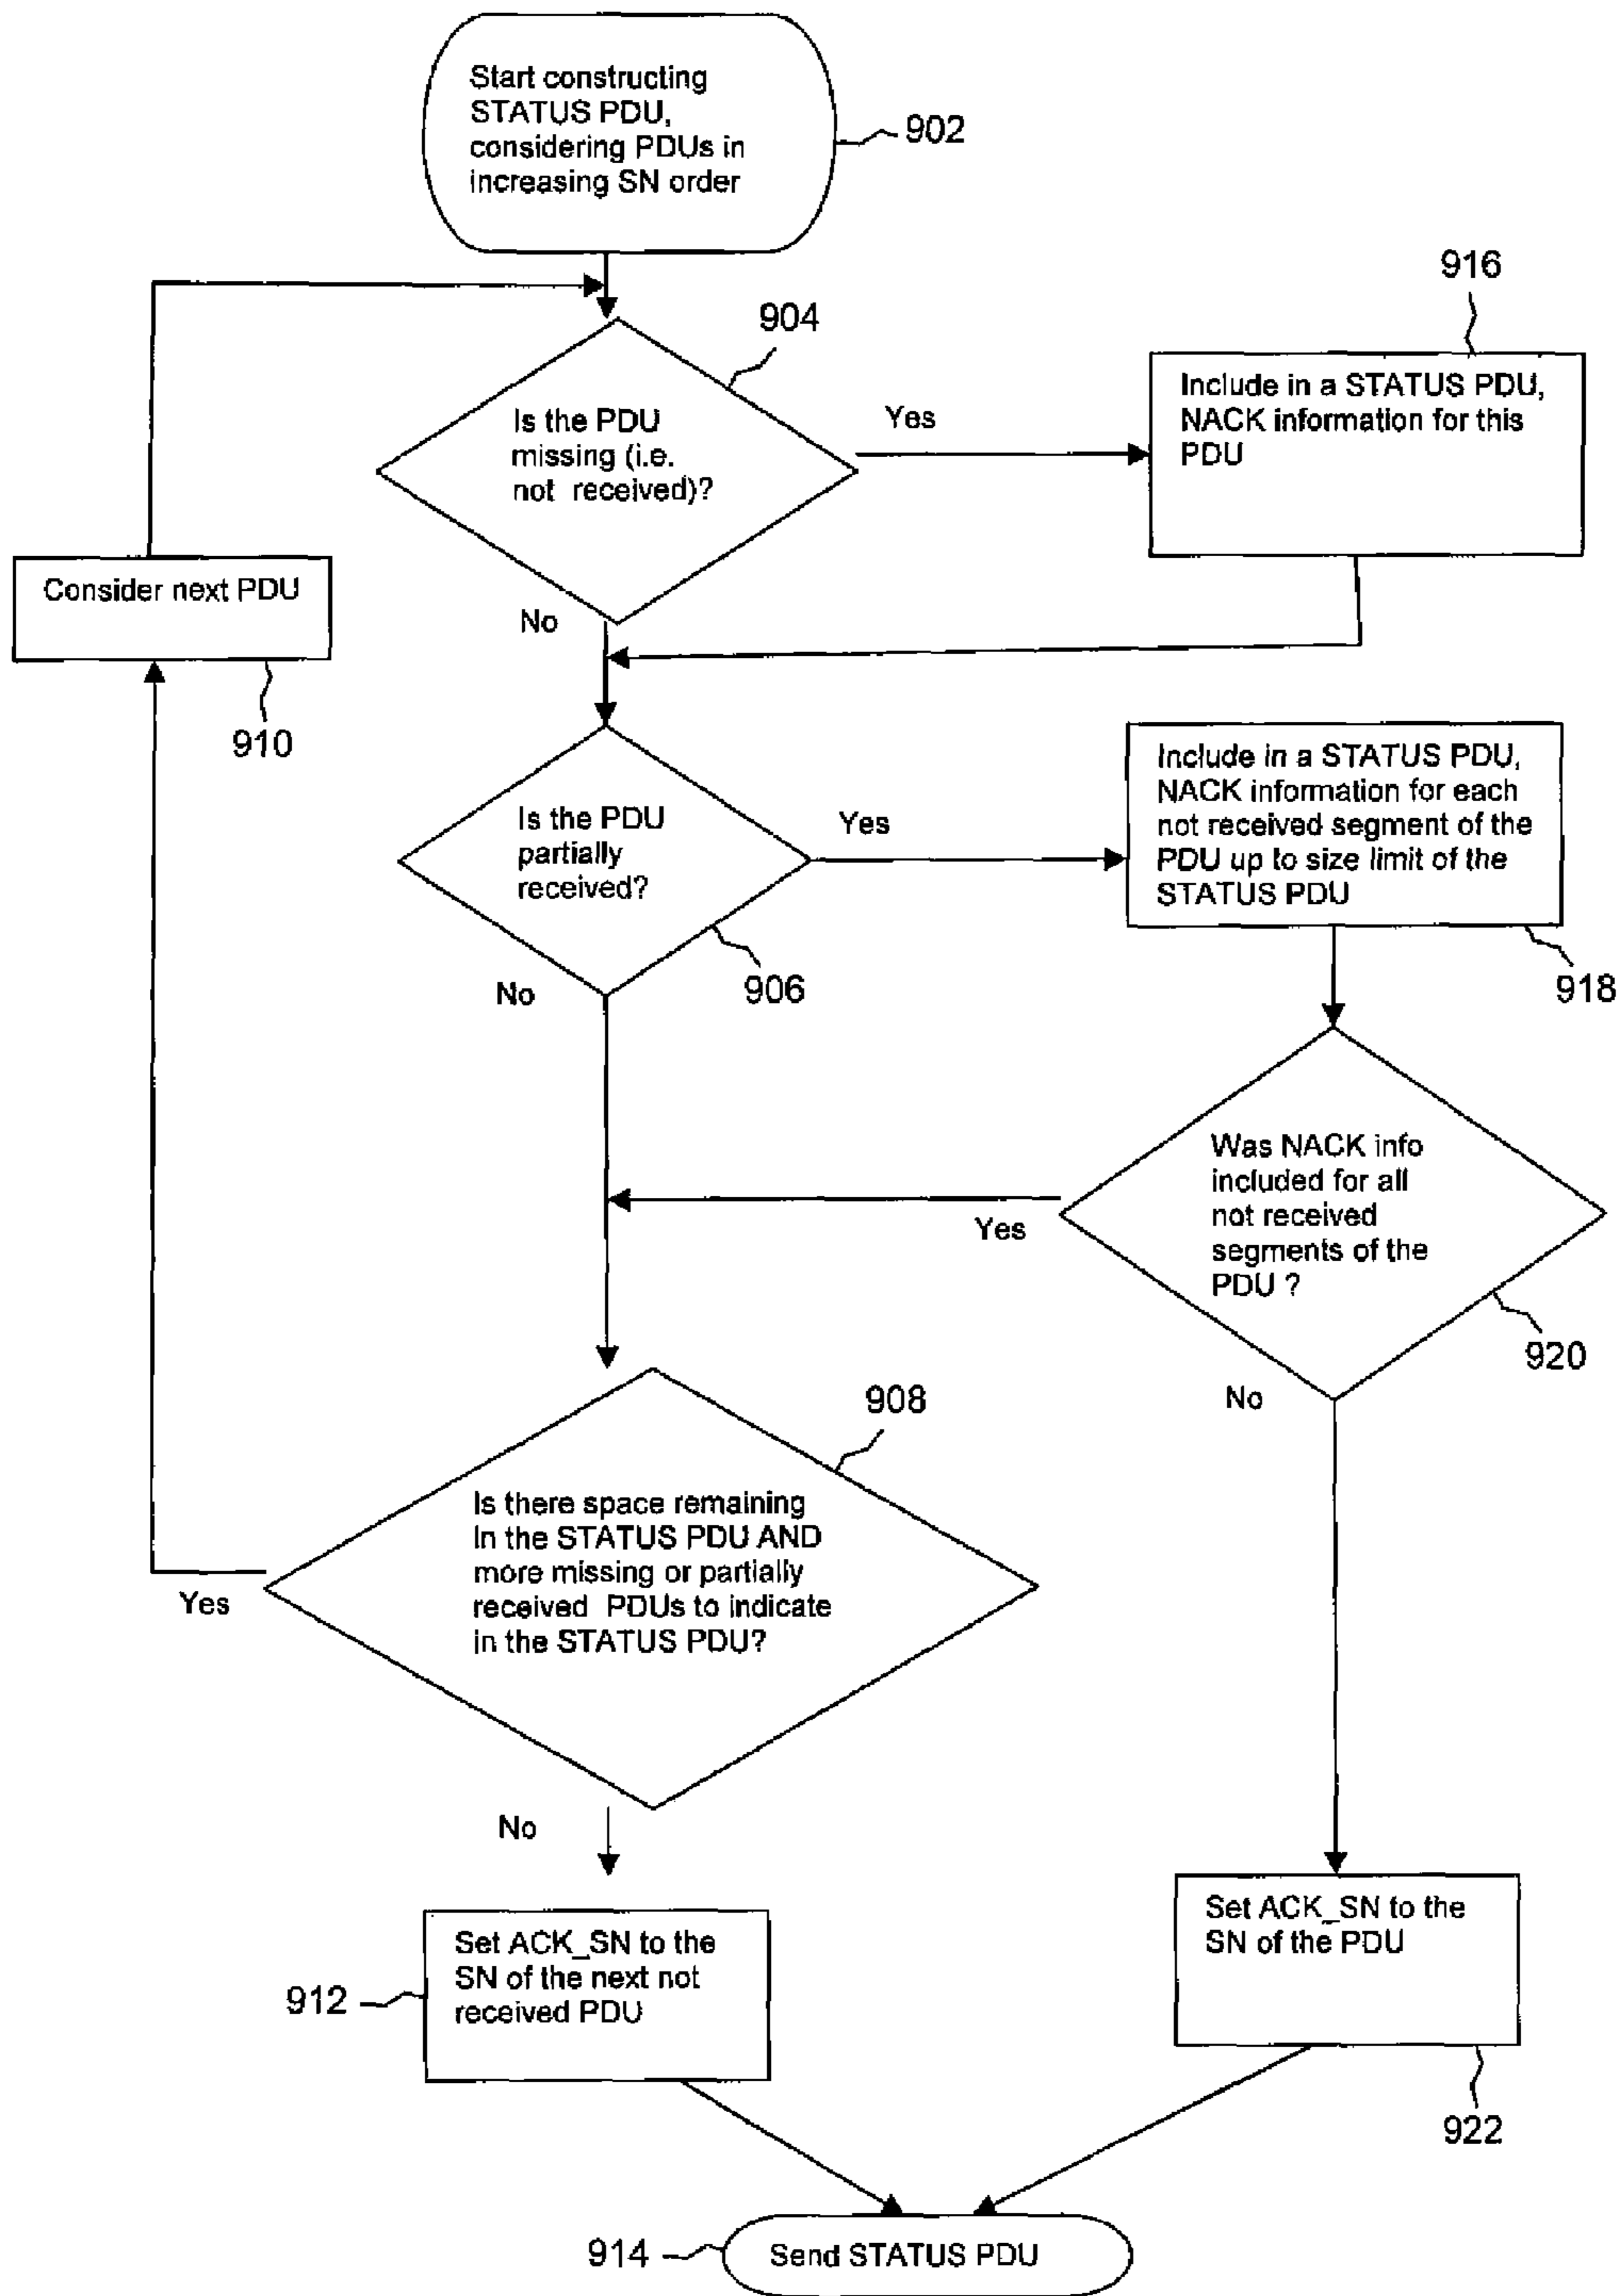 Start constructing
STATUS PDU,
considering PDUs in
increasing SN order
902
916
904
Is the PDU
missing (i.e.
not received)?
Yes
Include in a STATUS PDU,
NACK information for this
PDU
Consider next PDU
No
910
Is the PDU
partially
received?
Yes
Include in a STATUS PDU,
NACK information for each
not received segment of the
PDU up to size limit of the
STATUS PDU
No
906
918
Was NACK info
included for all
not received
segments of the
PDU ?
Yes
920
No
908
Is there space remaining
In the STATUS PDU AND
more missing or partially
received PDUs to indicate
in the STATUS PDU?
Yes
No
Set ACK_SN to the
SN of the PDU
Set ACK_SN to the
SN of the next not
received PDU
912
922
914
Send STATUS PDU